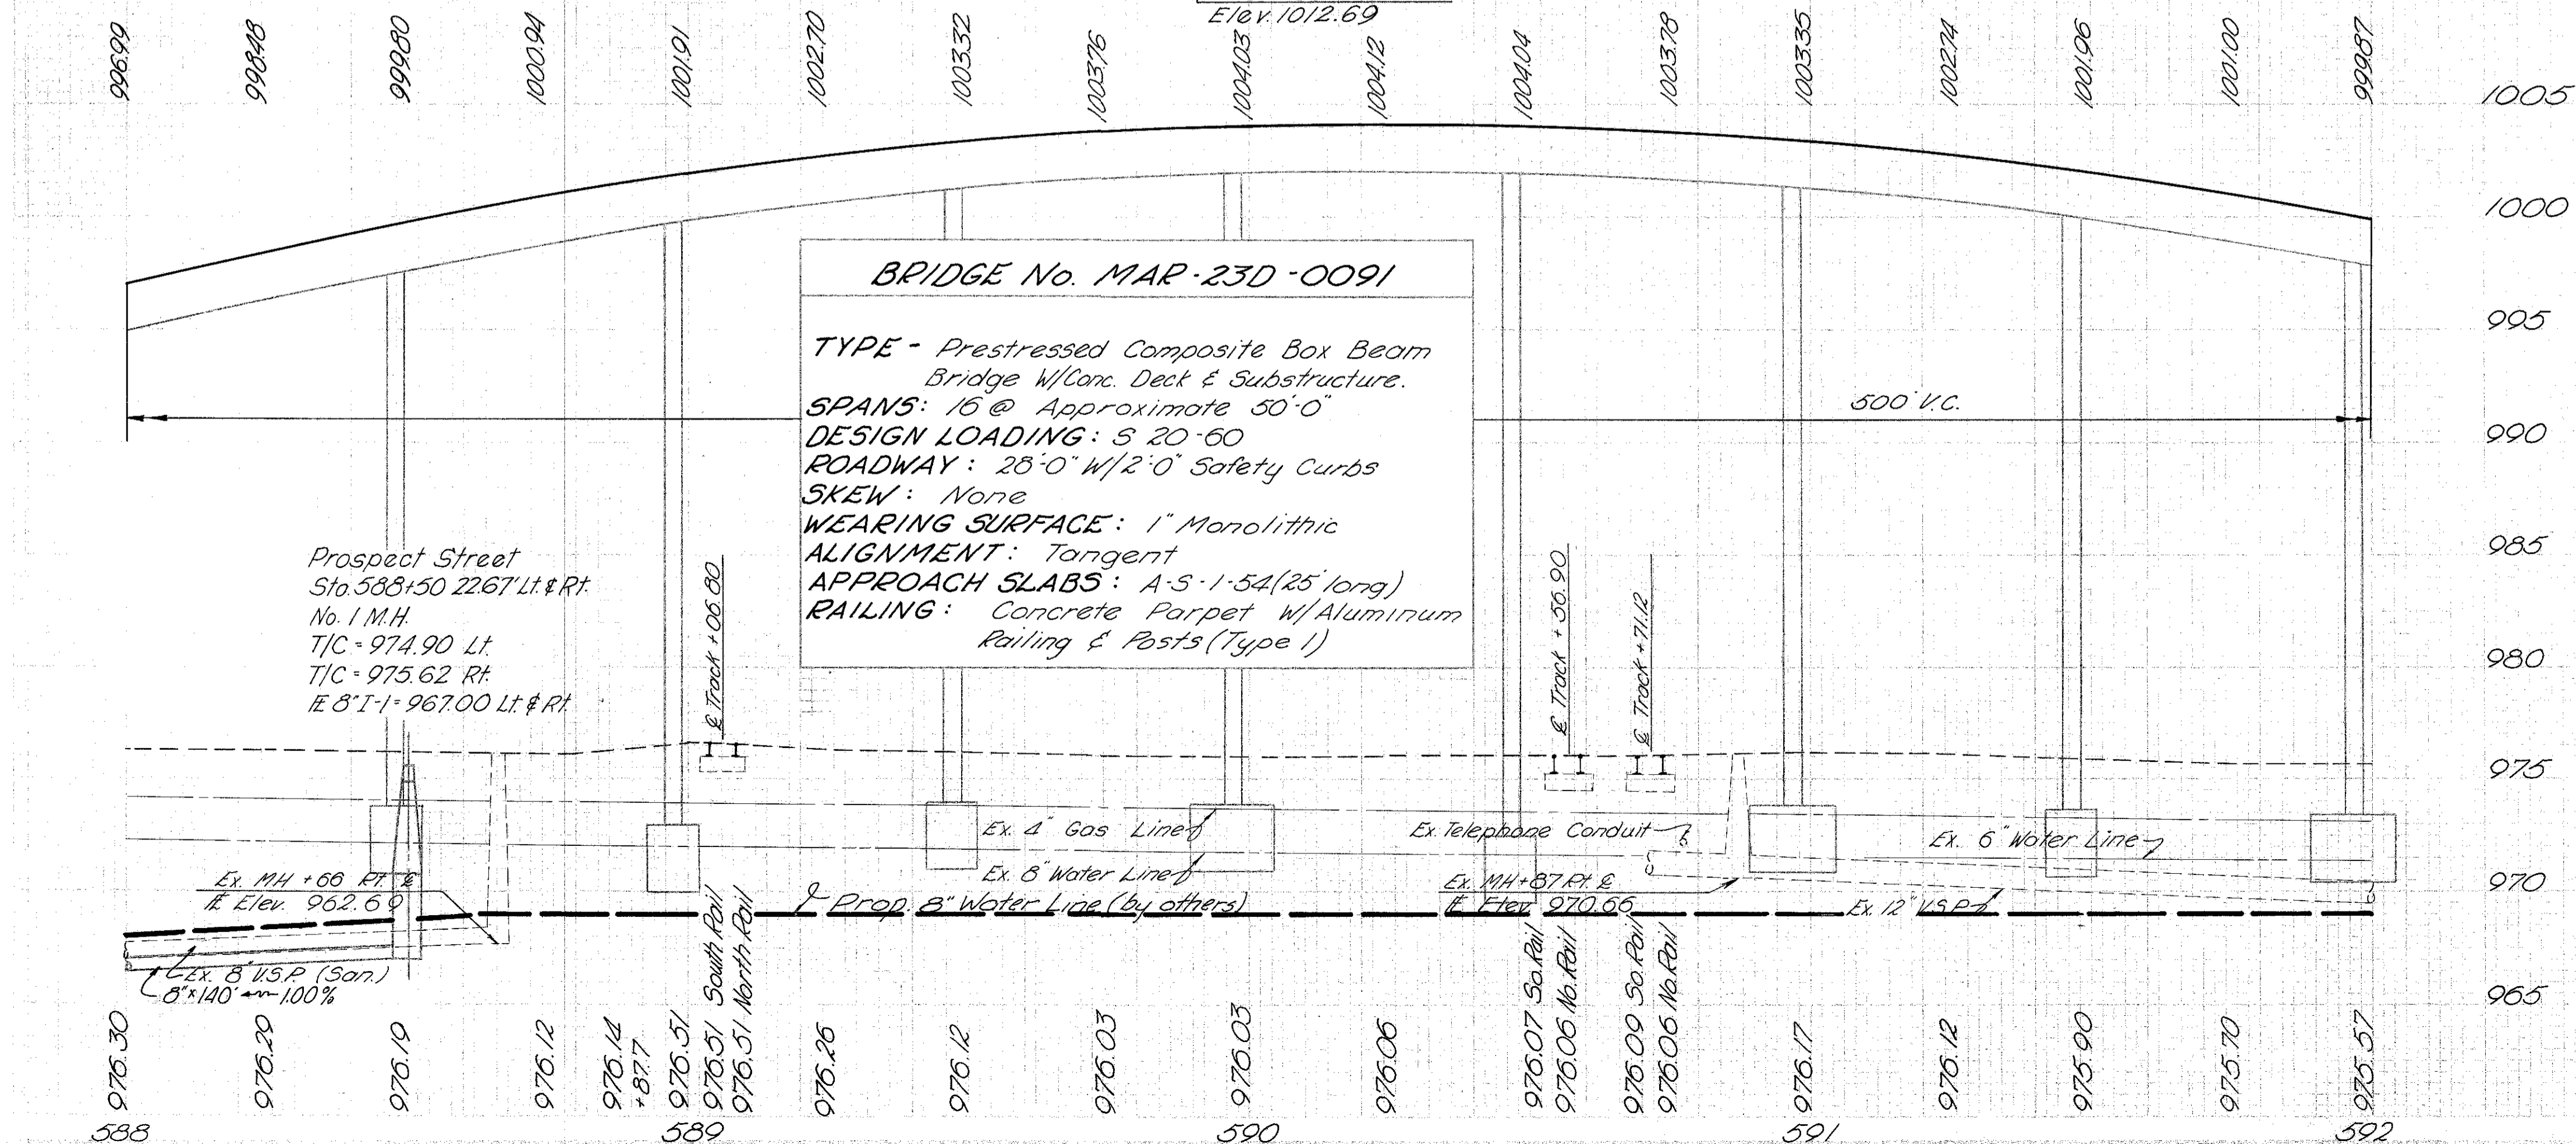 Elev. 1012.69
996.99 998.48 999.80 1000.94 1001.91 1002.70 1003.32 1003.76 1004.03 1004.12 1004.04 1003.78 1003.35 1002.74 1001.96 1001.00 999.87
1005
1000
995
990
985
980
975
970
965
BRIDGE No. MAR-23D-0091
TYPE - Prestressed Composite Box Beam
Bridge W/Conc. Deck & Substructure.
SPANS: 16 @ Approximate 50'-0"
DESIGN LOADING: S 20-60
ROADWAY: 28'-0" W/2'-0" Safety Curbs
SKEW: None
WEARING SURFACE: 1" Monolithic
ALIGNMENT: Tangent
APPROACH SLABS: A-S-1-54 (25' long)
RAILING: Concrete Parpet W/Aluminum
Railing & Posts (Type 1)
500' V.C.
Prospect Street
Sta. 588+50 22.67' Lt. & Rt.
No. 1 M.H.
T/C = 974.90 Lt.
T/C = 975.62 Rt.
FE 8" I-1 = 967.00 Lt. & Rt.
℄ Track +06.80
℄ Track +56.90
℄ Track +71.12
Ex. 4" Gas Line
Ex. Telephone Conduit
Ex. 6" Water Line
Ex. 8" Water Line
Ex. MH +66 Rt. ℄
FE Elev. 962.69
Prop. 8" Water Line (by others)
Ex. MH +87 Rt. ℄
FE Elev. 970.66
Ex. 12" V.S.P.
Ex. 8" V.S.P. (San.)
8" x 140' 1.00%
976.30 976.29 976.19 976.12
976.14
+87.7
976.51
976.51 South Rail
976.51 North Rail
976.26 976.12 976.03 976.03 976.06
976.07 So. Rail
976.06 No. Rail
976.09 So. Rail
976.06 No. Rail
976.17 976.12 975.90 975.70 975.57
588 589 590 591 592